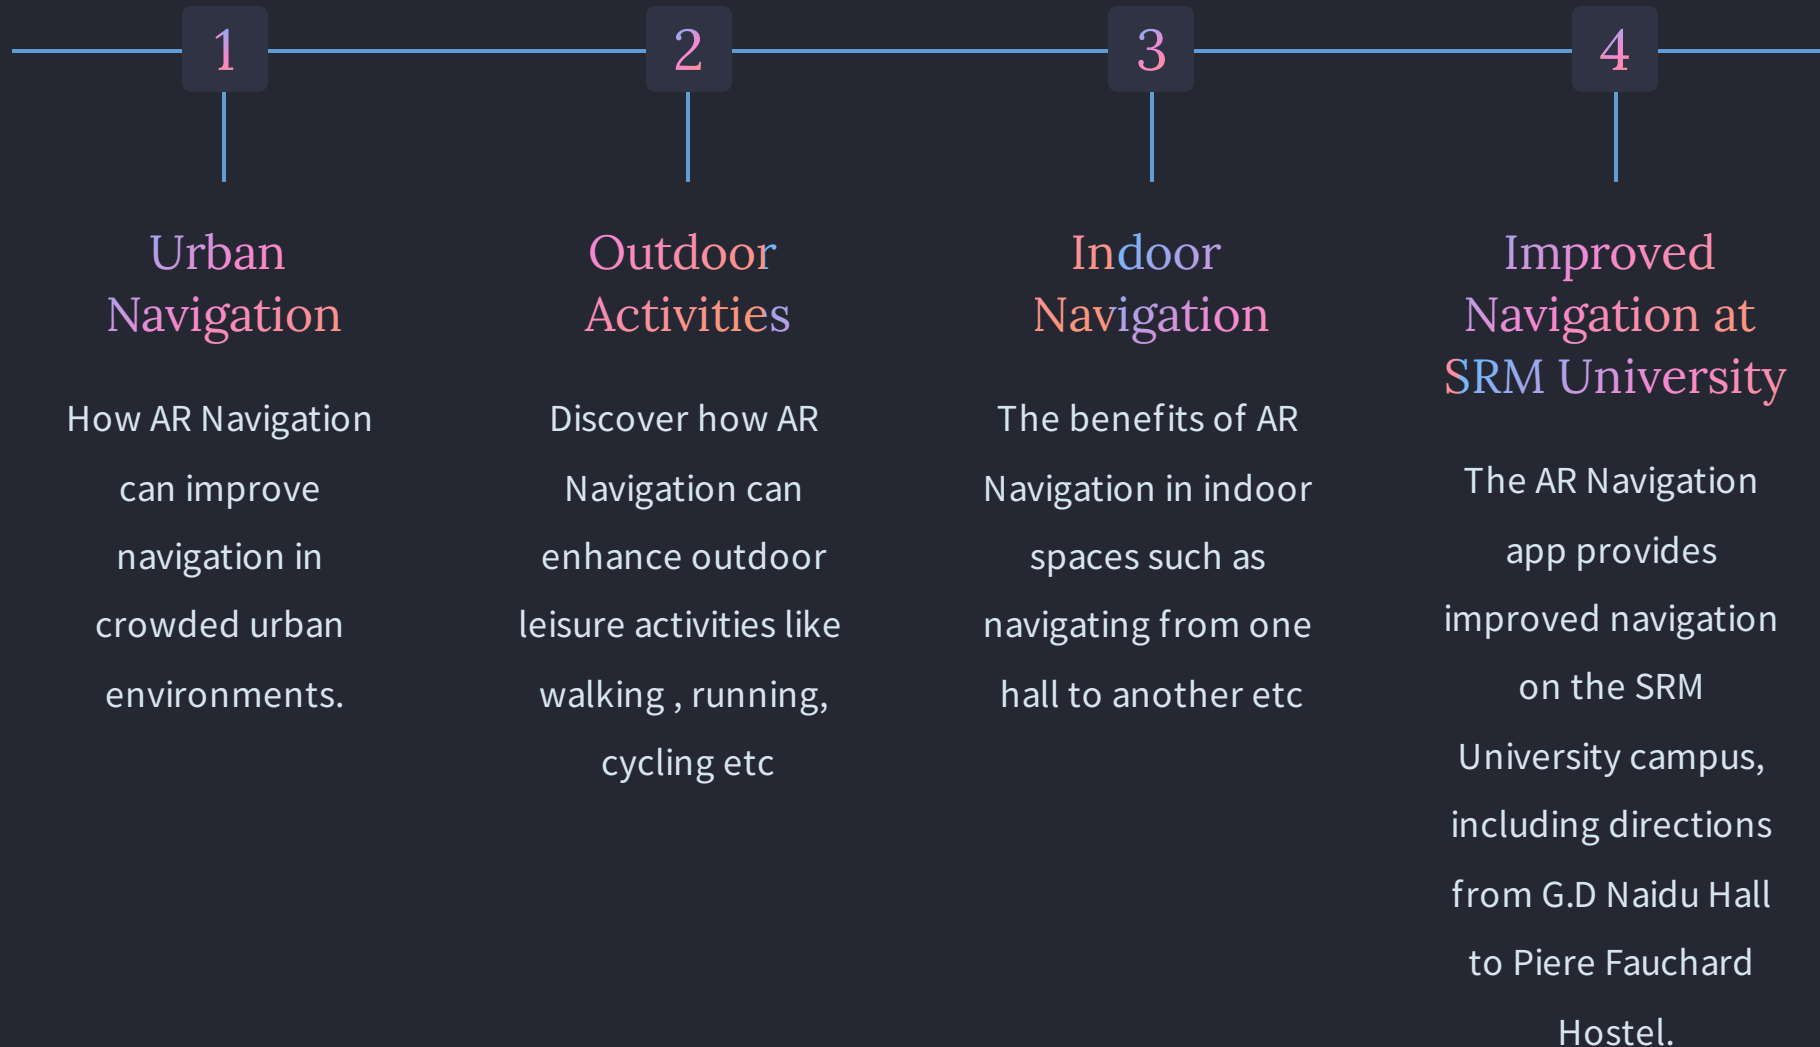 1
Urban
Navigation
How AR Navigation
can improve
navigation in
crowded urban
environments.
2
Outdoor
Activities
Discover how AR
Navigation can
enhance outdoor
leisure activities like
walking , running,
cycling etc
3
Indoor
Navigation
The benefits of AR
Navigation in indoor
spaces such as
navigating from one
hall to another etc
4
Improved
Navigation at
SRM University
The AR Navigation
app provides
improved navigation
on the SRM
University campus,
including directions
from G.D Naidu Hall
to Piere Fauchard
Hostel.